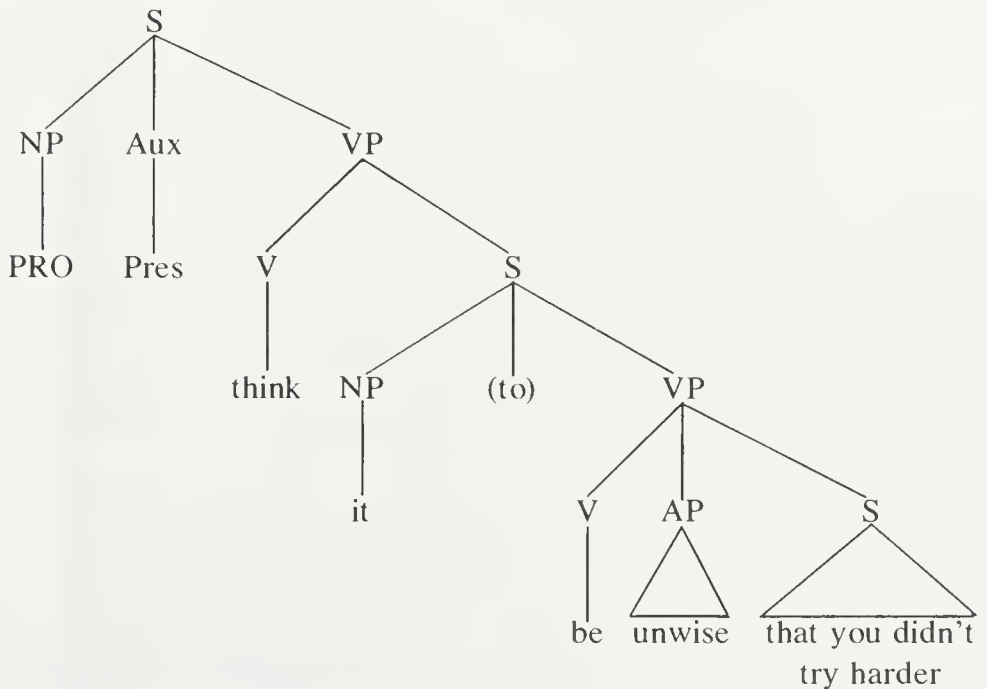 S
NP Aux VP
PRO Pres V S
think NP (to) VP
it V AP S
be unwise that you didn't
try harder